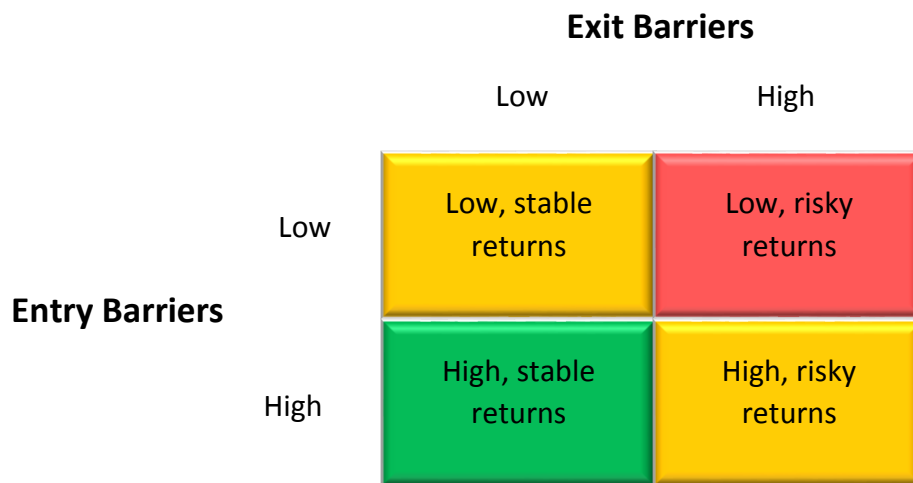 Exit Barriers
Low High
Low, stable Low, risky
Low
returns returns
Entry Barriers
High, stable High, risky
High
returns returns